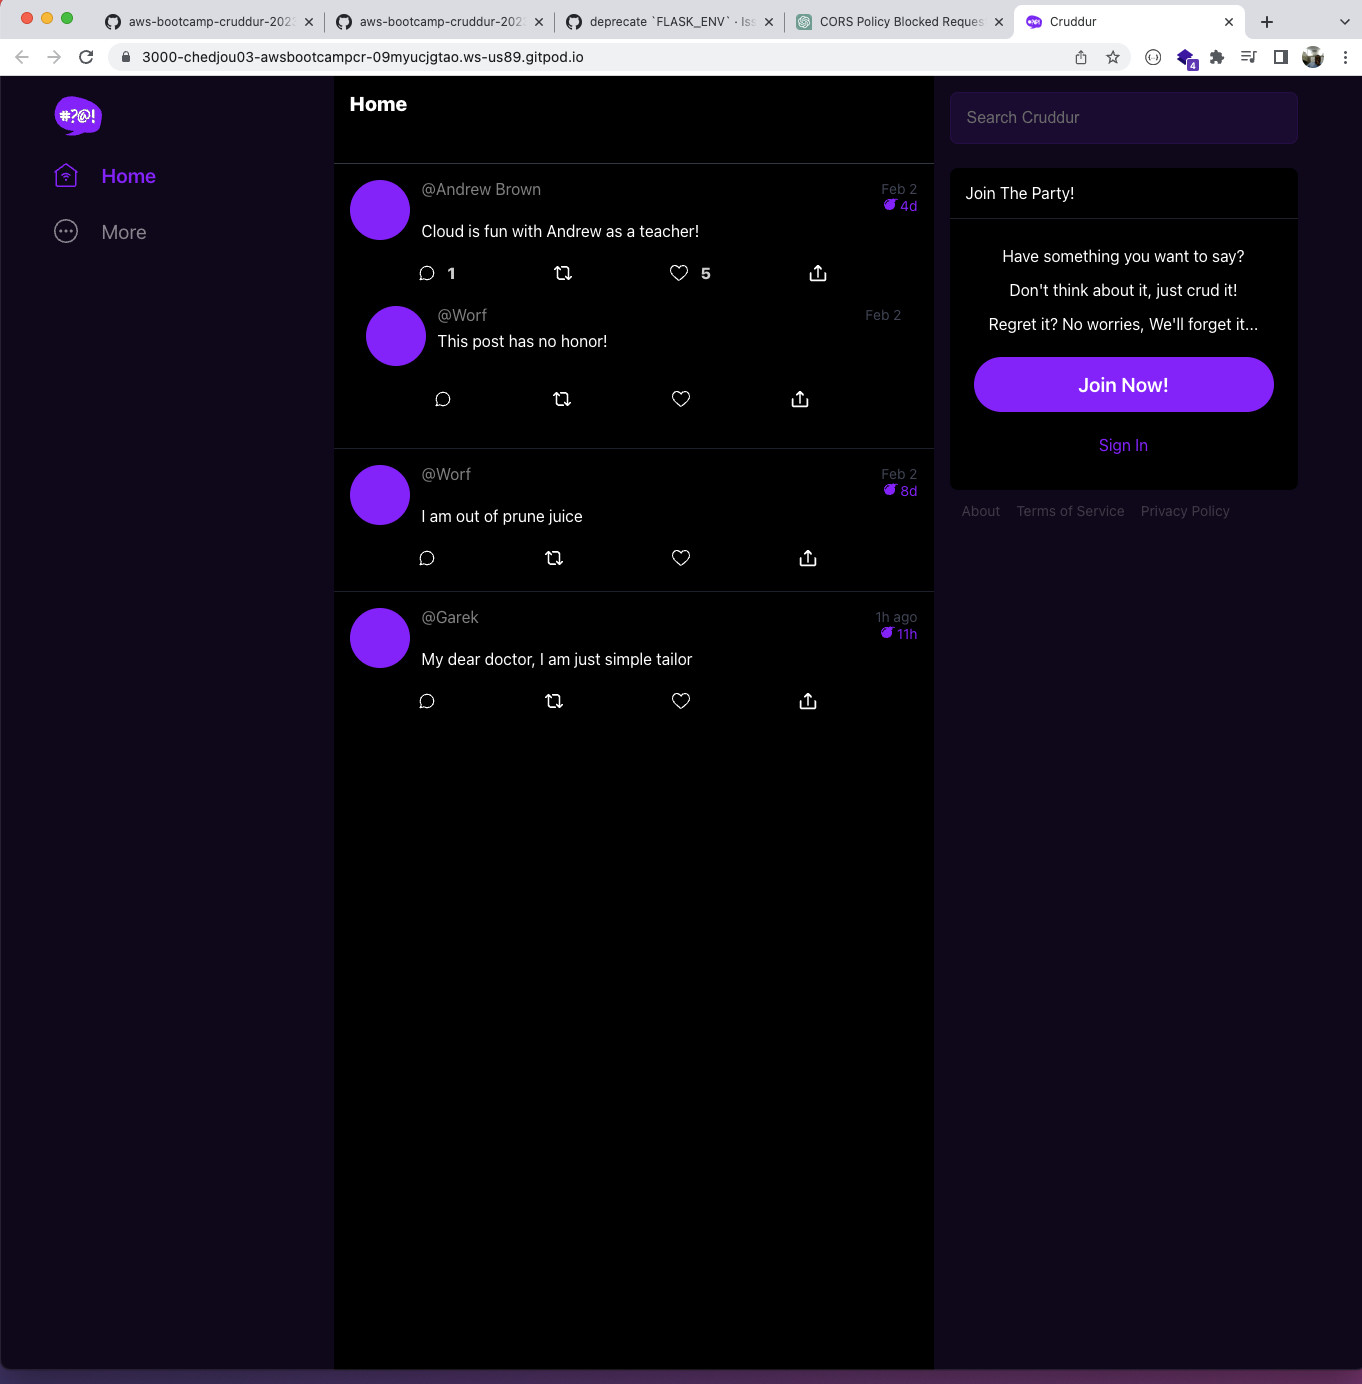 aws-bootcamp-cruddur-202
aws-bootcamp-cruddur-202
deprecate `FLASK_ENV` · Iss
CORS Policy Blocked Reques
Cruddur
3000-chedjou03-awsbootcampcr-09myucjgtao.ws-us89.gitpod.io
4
#?@!
Home
More
Home
@Andrew Brown
Feb 2
4d
Cloud is fun with Andrew as a teacher!
1
5
@Worf
Feb 2
This post has no honor!
@Worf
Feb 2
8d
I am out of prune juice
@Garek
1h ago
11h
My dear doctor, I am just simple tailor
Search Cruddur
Join The Party!
Have something you want to say?
Don't think about it, just crud it!
Regret it? No worries, We'll forget it...
Join Now!
Sign In
About Terms of Service Privacy Policy